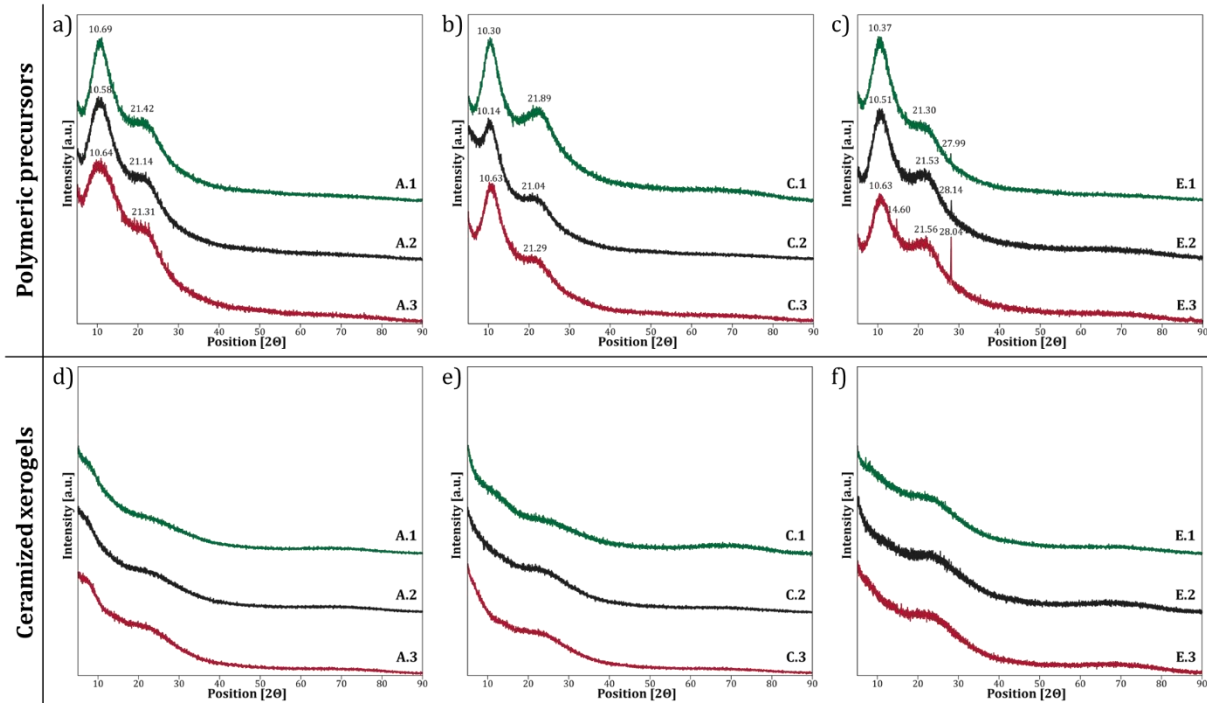 Polymeric precursors
a)
10.69
21.42
10.58
21.14
10.64
21.31
A.1
A.2
A.3
Intensity [a.u.]
10 20 30 40 50 60 70 80 90
Position [2Θ]
b)
10.30
21.89
10.14
21.04
10.63
21.29
C.1
C.2
C.3
Intensity [a.u.]
10 20 30 40 50 60 70 80 90
Position [2Θ]
c)
10.37
21.30
27.99
10.51
21.53
28.14
10.63
14.60
21.56
28.04
E.1
E.2
E.3
Intensity [a.u.]
10 20 30 40 50 60 70 80 90
Position [2Θ]
Ceramized xerogels
d)
A.1
A.2
A.3
Intensity [a.u.]
10 20 30 40 50 60 70 80 90
Position [2Θ]
e)
C.1
C.2
C.3
Intensity [a.u.]
10 20 30 40 50 60 70 80 90
Position [2Θ]
f)
E.1
E.2
E.3
Intensity [a.u.]
10 20 30 40 50 60 70 80 90
Position [2Θ]